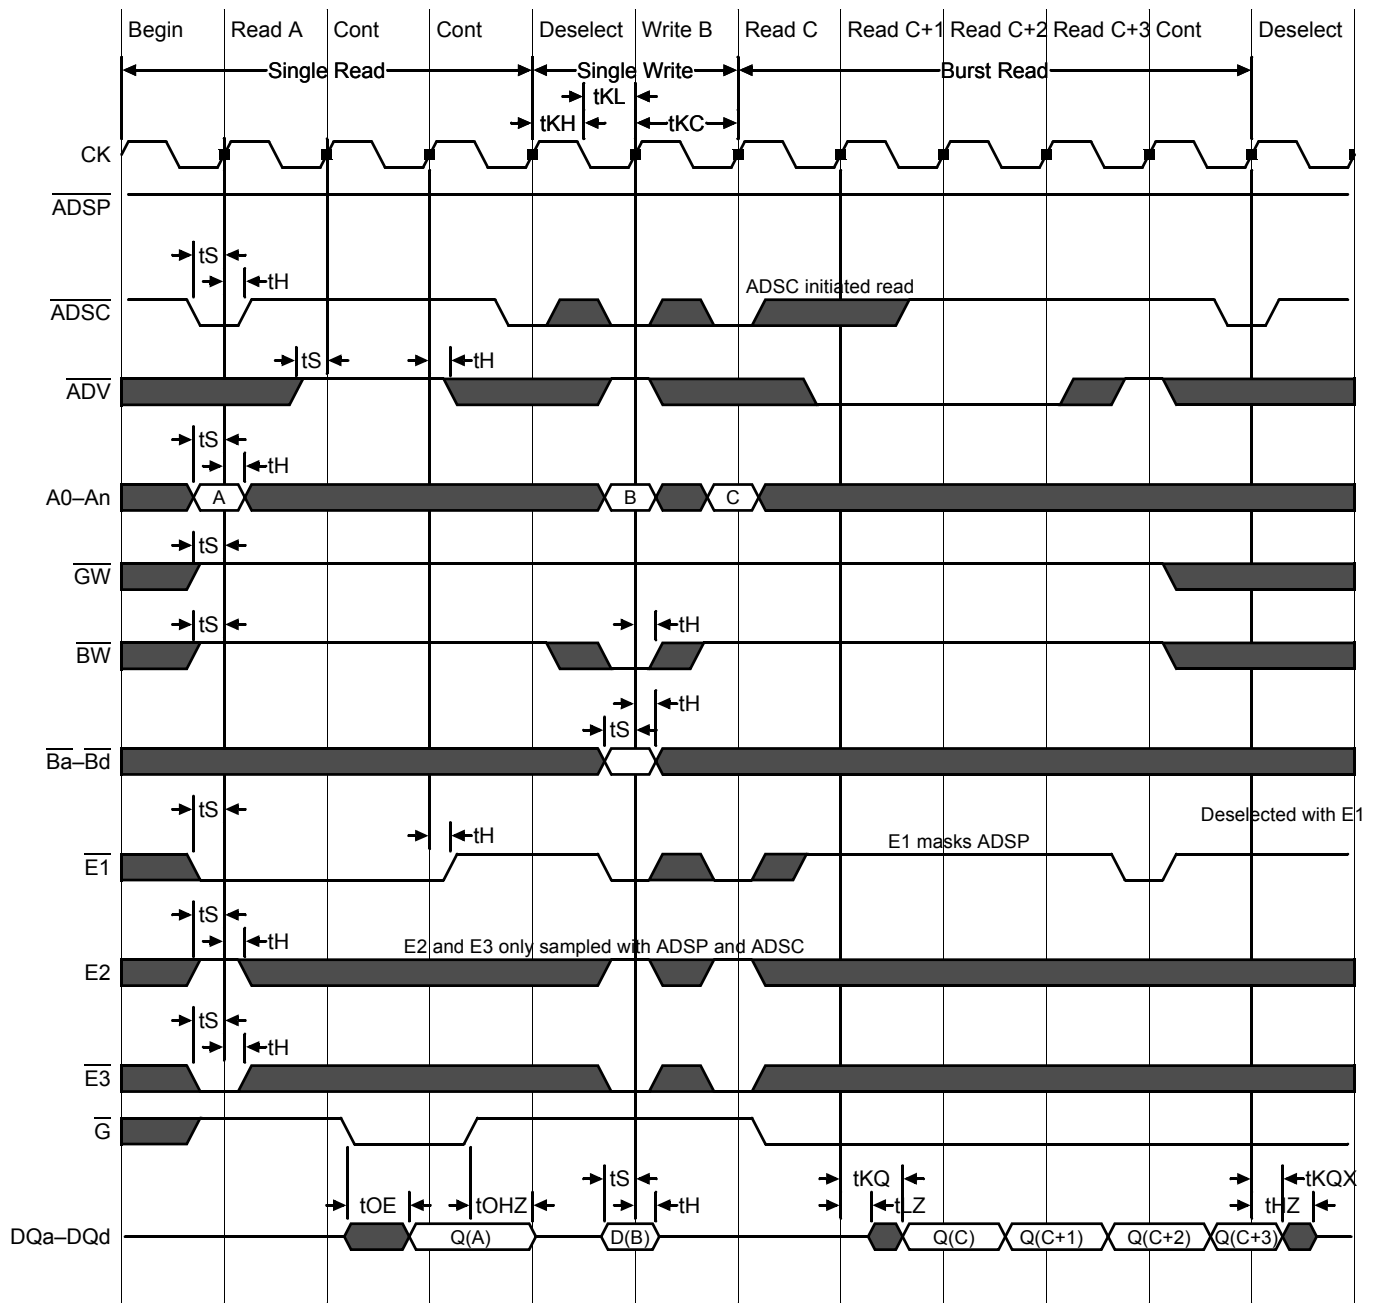 Begin Read A Cont Cont Deselect Write B Read C Read C+1 Read C+2 Read C+3 Cont Deselect
Single Read Single Write Burst Read
tKL
tKH tKC
CK
ADSP
tS
tH
ADSC initiated read
ADSC
tS tH
ADV
tS
tH
A0–An A B C
tS
GW
tS tH
BW
tH
tS
Ba–Bd
tS
Deselected with E1
tH
E1 masks ADSP
E1
tS
tH
E2 and E3 only sampled with ADSP and ADSC
E2
tS
tH
E3
G
tS tKQ tKQX
tOE tOHZ tH tLZ tHZ
DQa–DQd Q(A) D(B) Q(C) Q(C+1) Q(C+2) Q(C+3)